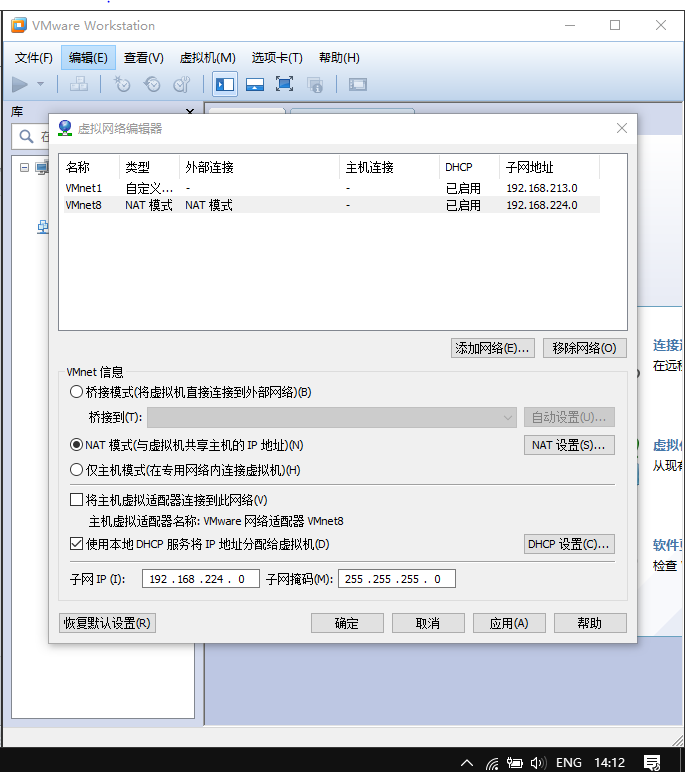 VMware Workstation
文件(F) 编辑(E) 查看(V) 虚拟机(M) 选项卡(T) 帮助(H)
库
在
虚拟网络编辑器
名称 类型 外部连接 主机连接 DHCP 子网地址
VMnet1 自定义... - - 已启用 192.168.213.0
VMnet8 NAT 模式 NAT 模式 - 已启用 192.168.224.0
添加网络(E)... 移除网络(O)
VMnet 信息
桥接模式(将虚拟机直接连接到外部网络)(B)
桥接到(T): 自动设置(U)...
NAT 模式(与虚拟机共享主机的 IP 地址)(N) NAT 设置(S)...
仅主机模式(在专用网络内连接虚拟机)(H)
将主机虚拟适配器连接到此网络(V)
主机虚拟适配器名称: VMware 网络适配器 VMnet8
使用本地 DHCP 服务将 IP 地址分配给虚拟机(D) DHCP 设置(C)...
子网 IP (I): 192 . 168 . 224 . 0 子网掩码(M): 255 . 255 . 255 . 0
恢复默认设置(R) 确定 取消 应用(A) 帮助
连接
在远
虚拟
从现
软件
检查
ENG 14:12